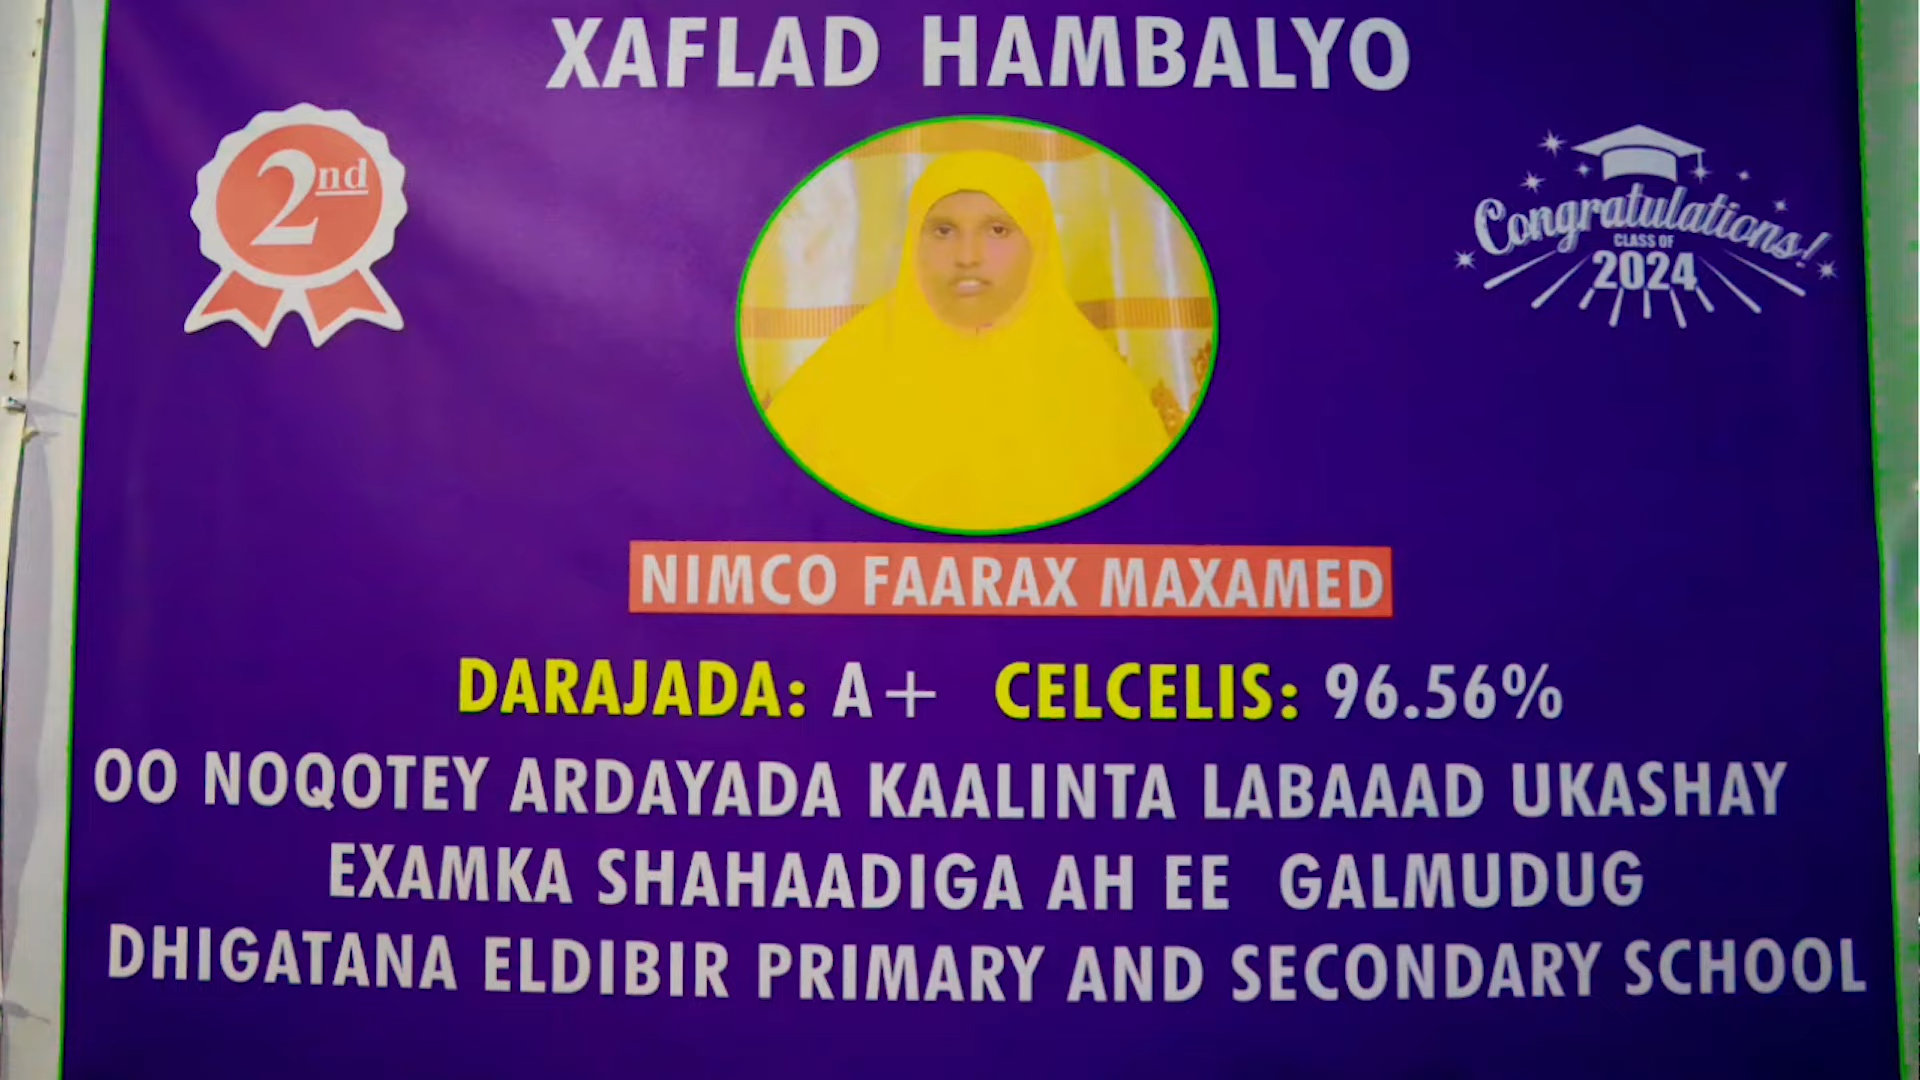 XAFLAD HAMBALYO
2nd
Congratulations!
CLASS OF
2024
NIMCO FAARAX MAXAMED
DARAJADA: A+ CELCELIS: 96.56%
OO NOQOTEY ARDAYADA KAALINTA LABAAAD UKASHAY
EXAMKA SHAHAADIGA AH EE GALMUDUG
DHIGATANA ELDIBIR PRIMARY AND SECONDARY SCHOOL